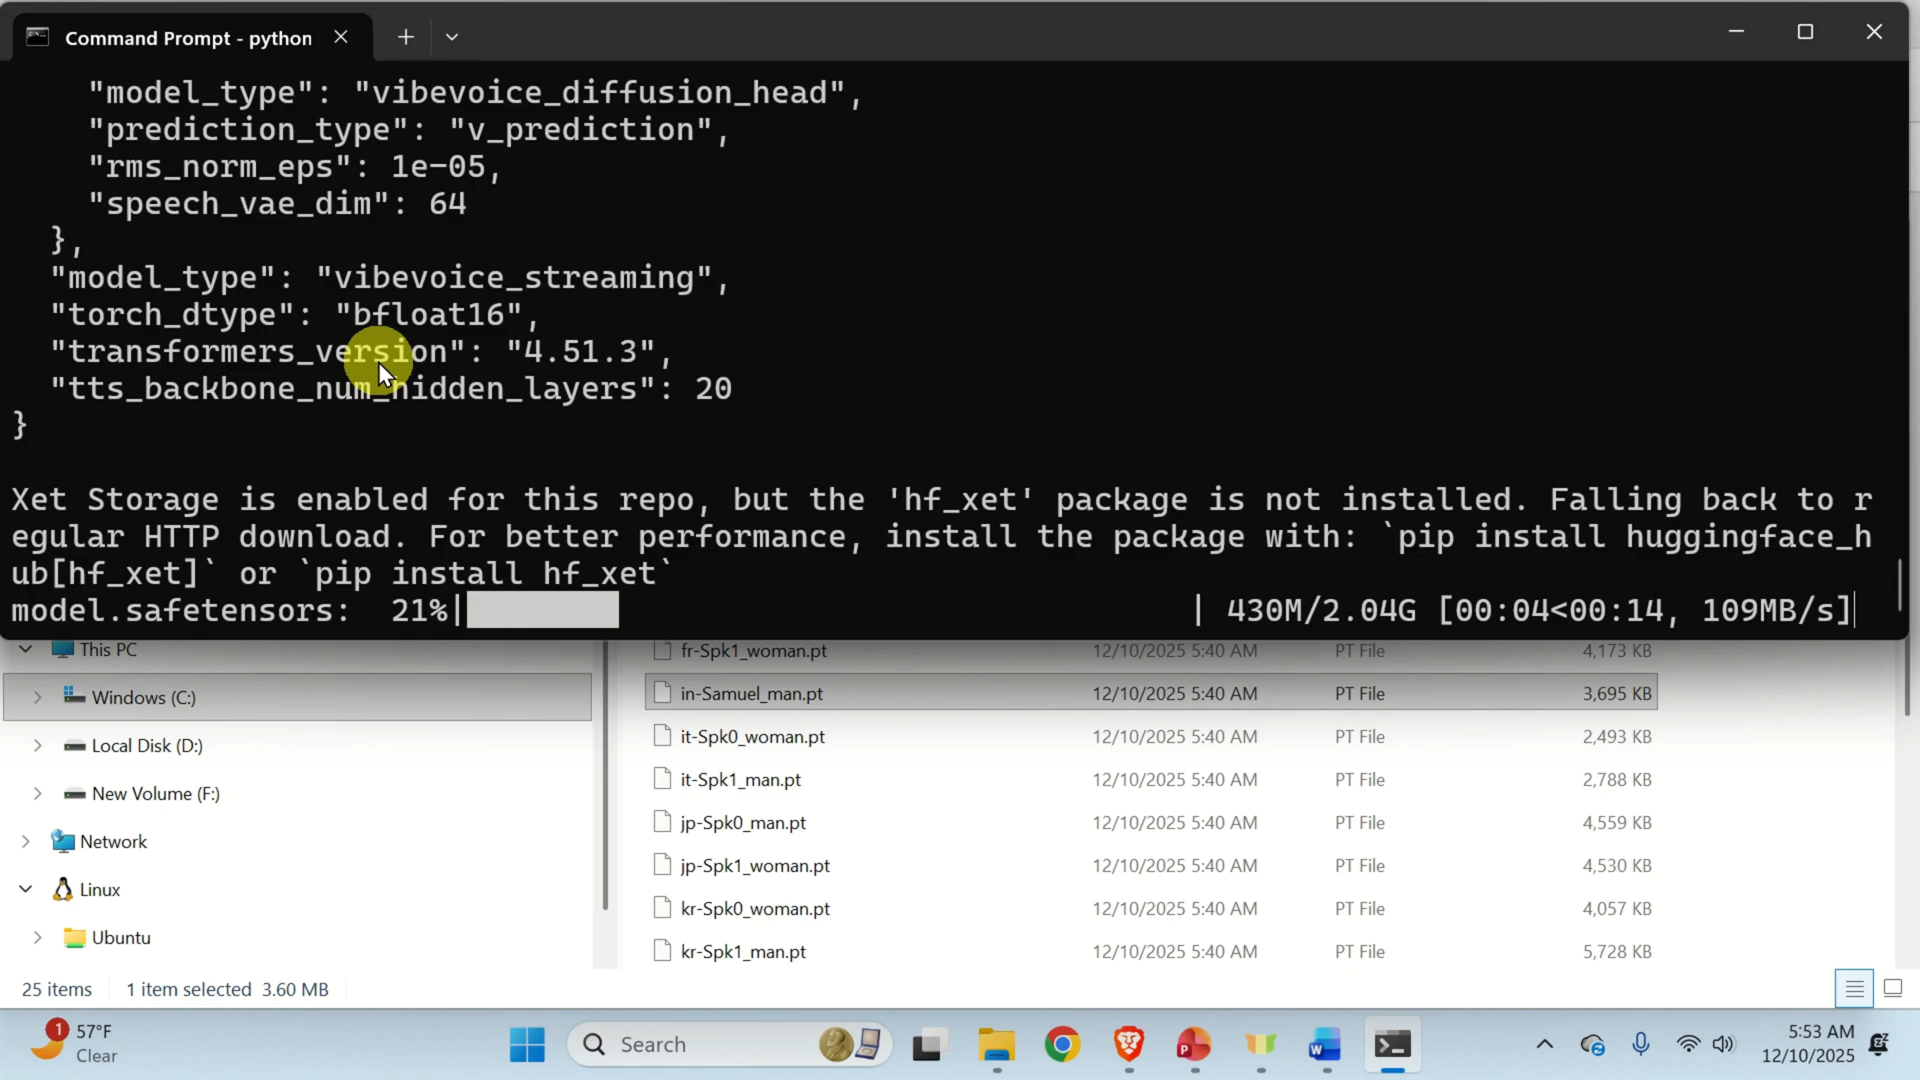 Command Prompt - python
"model_type": "vibevoice_diffusion_head",
"prediction_type": "v_prediction",
"rms_norm_eps": 1e-05,
"speech_vae_dim": 64
},
"model_type": "vibevoice_streaming",
"torch_dtype": "bfloat16",
"transformers_version": "4.51.3",
"tts_backbone_num_hidden_layers": 20
}
Xet Storage is enabled for this repo, but the 'hf_xet' package is not installed. Falling back to r
egular HTTP download. For better performance, install the package with: `pip install huggingface_h
ub[hf_xet]` or `pip install hf_xet`
model.safetensors:  21%| | 430M/2.04G [00:04<00:14, 109MB/s]
This PC
Windows (C:)
Local Disk (D:)
New Volume (F:)
Network
Linux
Ubuntu
fr-Spk1_woman.pt 12/10/2025 5:40 AM PT File 4,173 KB
in-Samuel_man.pt 12/10/2025 5:40 AM PT File 3,695 KB
it-Spk0_woman.pt 12/10/2025 5:40 AM PT File 2,493 KB
it-Spk1_man.pt 12/10/2025 5:40 AM PT File 2,788 KB
jp-Spk0_man.pt 12/10/2025 5:40 AM PT File 4,559 KB
jp-Spk1_woman.pt 12/10/2025 5:40 AM PT File 4,530 KB
kr-Spk0_woman.pt 12/10/2025 5:40 AM PT File 4,057 KB
kr-Spk1_man.pt 12/10/2025 5:40 AM PT File 5,728 KB
25 items 1 item selected 3.60 MB
1
57°F
Clear
Search
5:53 AM
12/10/2025